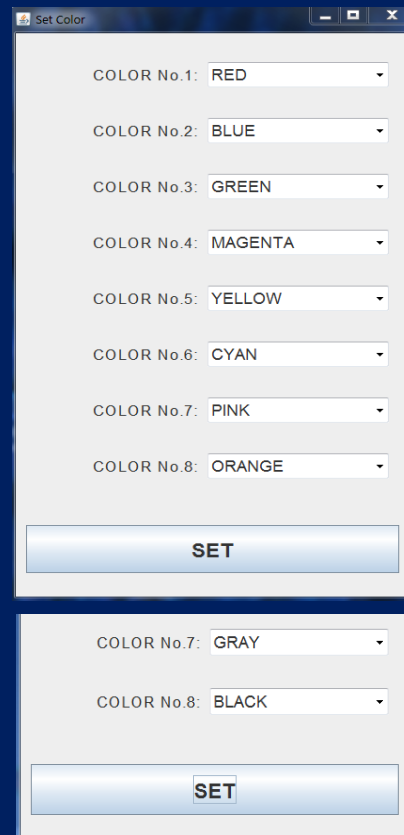 Set Color
COLOR No.1: RED
COLOR No.2: BLUE
COLOR No.3: GREEN
COLOR No.4: MAGENTA
COLOR No.5: YELLOW
COLOR No.6: CYAN
COLOR No.7: PINK
COLOR No.8: ORANGE
SET
COLOR No.7: GRAY
COLOR No.8: BLACK
SET